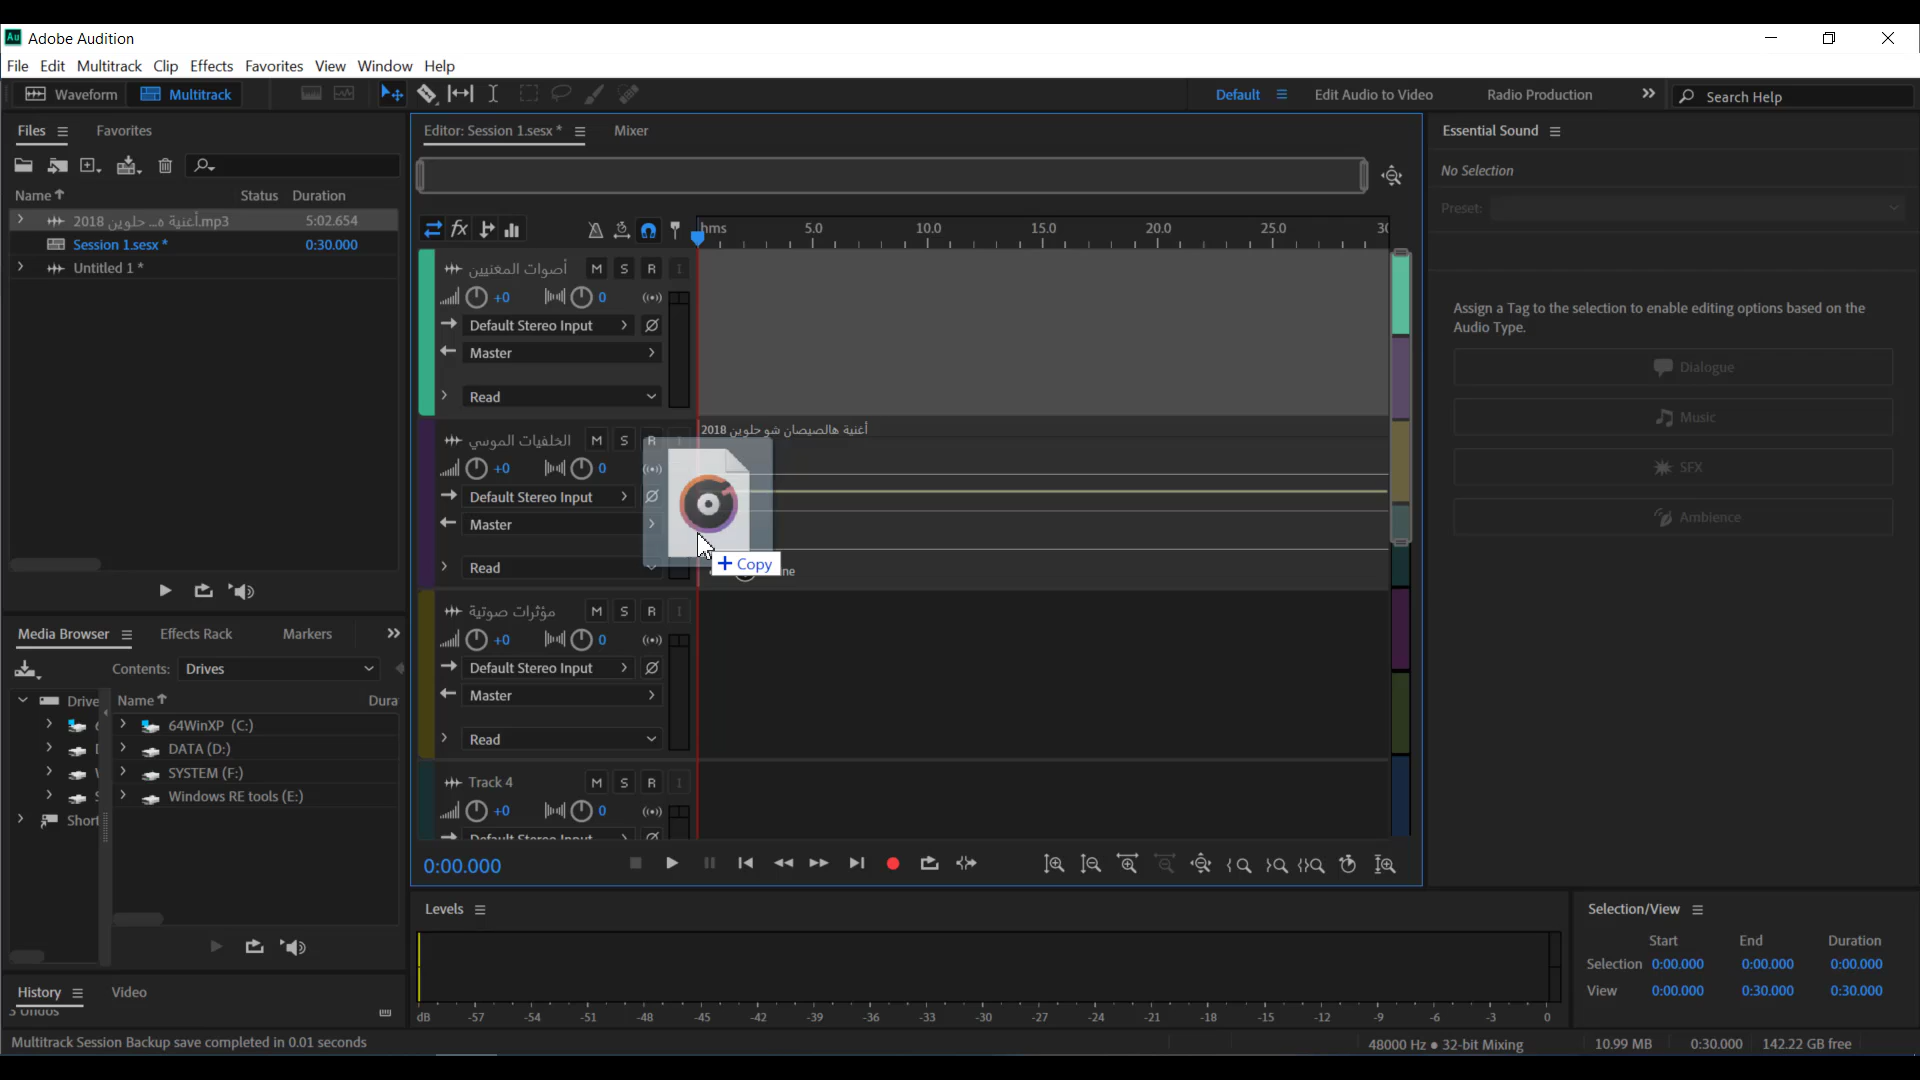 Adobe Audition
File Edit Multitrack Clip Effects Favorites View Window Help
Waveform Multitrack Default Edit Audio to Video Radio Production Search Help
Files Favorites
Name Status Duration
أغنية ه... حلوين 2018.mp3 5:02.654
Session 1.sesx * 0:30.000
Untitled 1 *
Media Browser Effects Rack Markers
Contents: Drives
Drive Name Dura
64WinXP (C:)
DATA (D:)
SYSTEM (F:)
Windows RE tools (E:)
Short
History Video
Multitrack Session Backup save completed in 0.01 seconds
Editor: Session 1.sesx * Mixer
fx hms 5.0 10.0 15.0 20.0 25.0 30
أصوات المغنيين M S R I
+0 0
Default Stereo Input
Master
Read
أغنية هالصيصان شو حلوين 2018
الخلفيات الموسي M S R I
+0 0
Default Stereo Input
Master
+ Copy
Read
مؤثرات صوتية M S R I
+0 0
Default Stereo Input
Master
Read
Track 4 M S R I
+0 0
Default Stereo Input
0:00.000
Levels
dB -57 -54 -51 -48 -45 -42 -39 -36 -33 -30 -27 -24 -21 -18 -15 -12 -9 -6 -3 0
Essential Sound
No Selection
Preset:
Assign a Tag to the selection to enable editing options based on the
Audio Type.
Dialogue
Music
SFX
Ambience
Selection/View
Start End Duration
Selection 0:00.000 0:00.000 0:00.000
View 0:00.000 0:30.000 0:30.000
48000 Hz ● 32-bit Mixing 10.99 MB 0:30.000 142.22 GB free